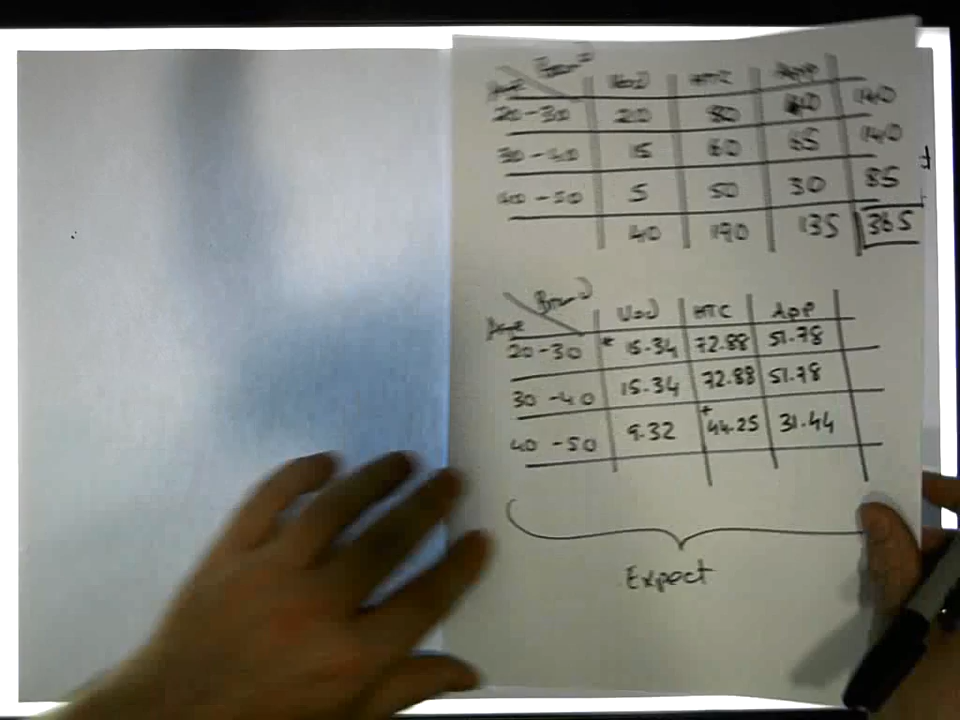 Age Brand Vod HTC App
20-30 20 80 40 140
30-40 15 60 65 140
40-50 5 50 30 85
40 190 135 365
Age Brand Vod HTC App
20-30 * 15.34 72.88 51.78
30-40 15.34 72.88 51.78
40-50 9.32 + 44.25 31.44
Expect